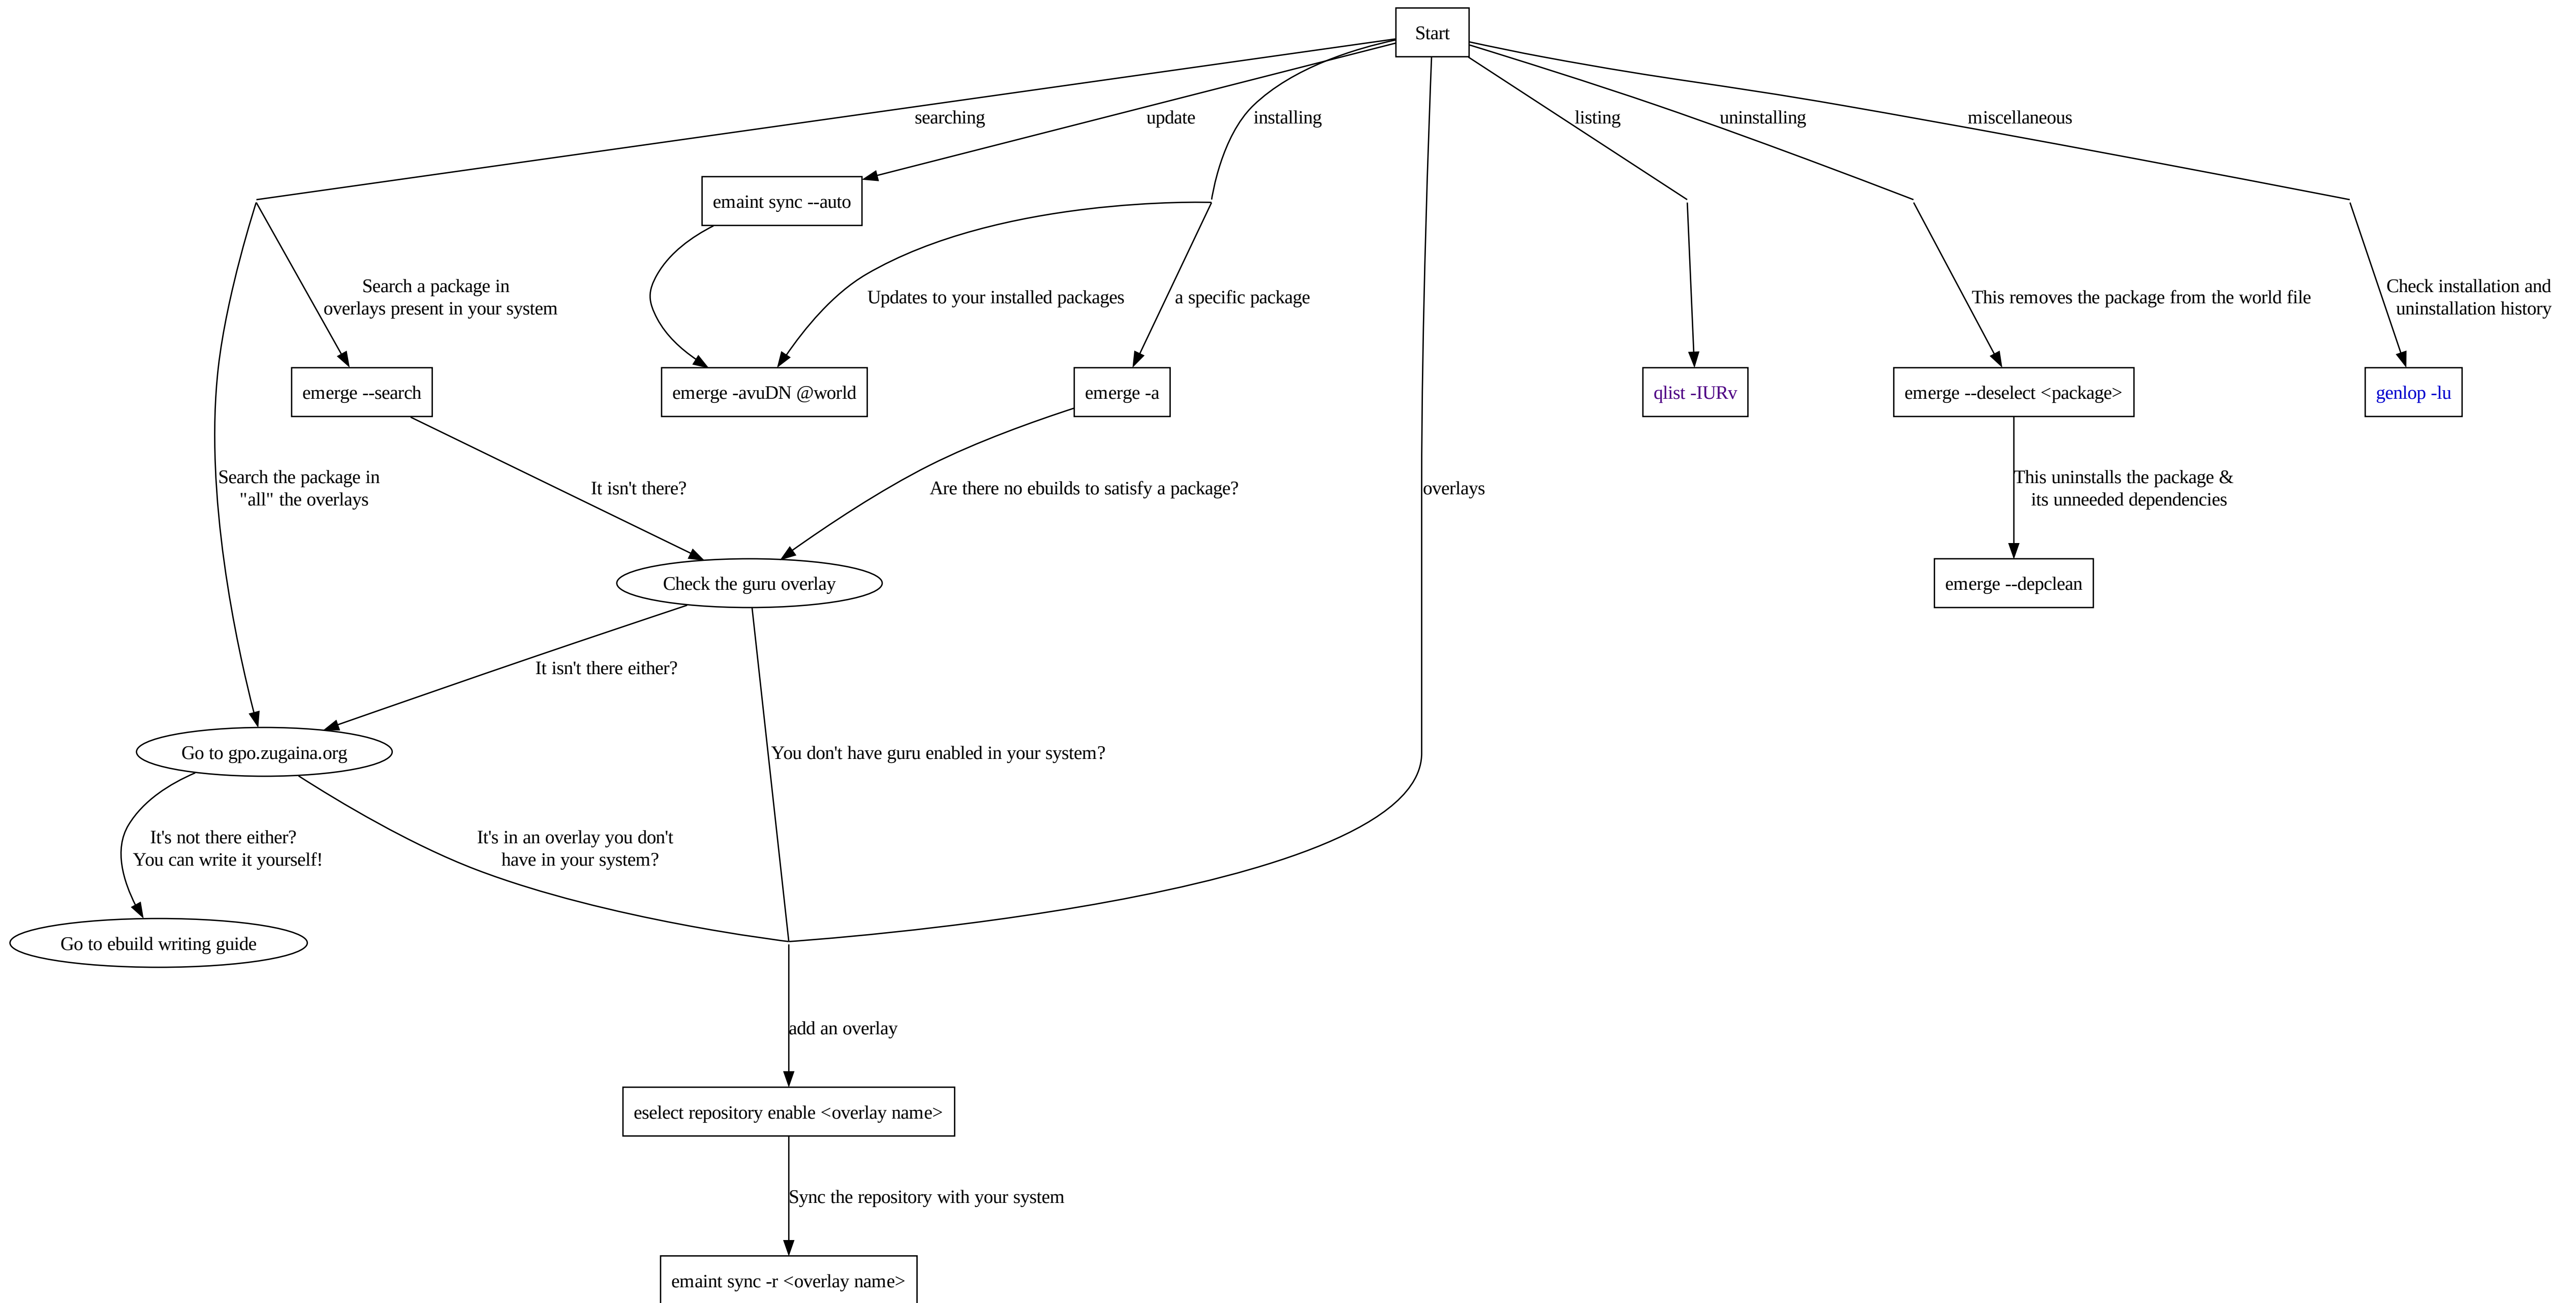 Start
searching
update
installing
listing
uninstalling
miscellaneous
emaint sync --auto
Search a package in
overlays present in your system
Updates to your installed packages
a specific package
This removes the package from the world file
Check installation and
uninstallation history
emerge --search
emerge -avuDN @world
emerge -a
qlist -IURv
emerge --deselect <package>
genlop -lu
Search the package in
"all" the overlays
It isn't there?
Are there no ebuilds to satisfy a package?
overlays
This uninstalls the package &
its unneeded dependencies
Check the guru overlay
emerge --depclean
It isn't there either?
Go to gpo.zugaina.org
You don't have guru enabled in your system?
It's not there either?
You can write it yourself!
It's in an overlay you don't
have in your system?
Go to ebuild writing guide
add an overlay
eselect repository enable <overlay name>
Sync the repository with your system
emaint sync -r <overlay name>